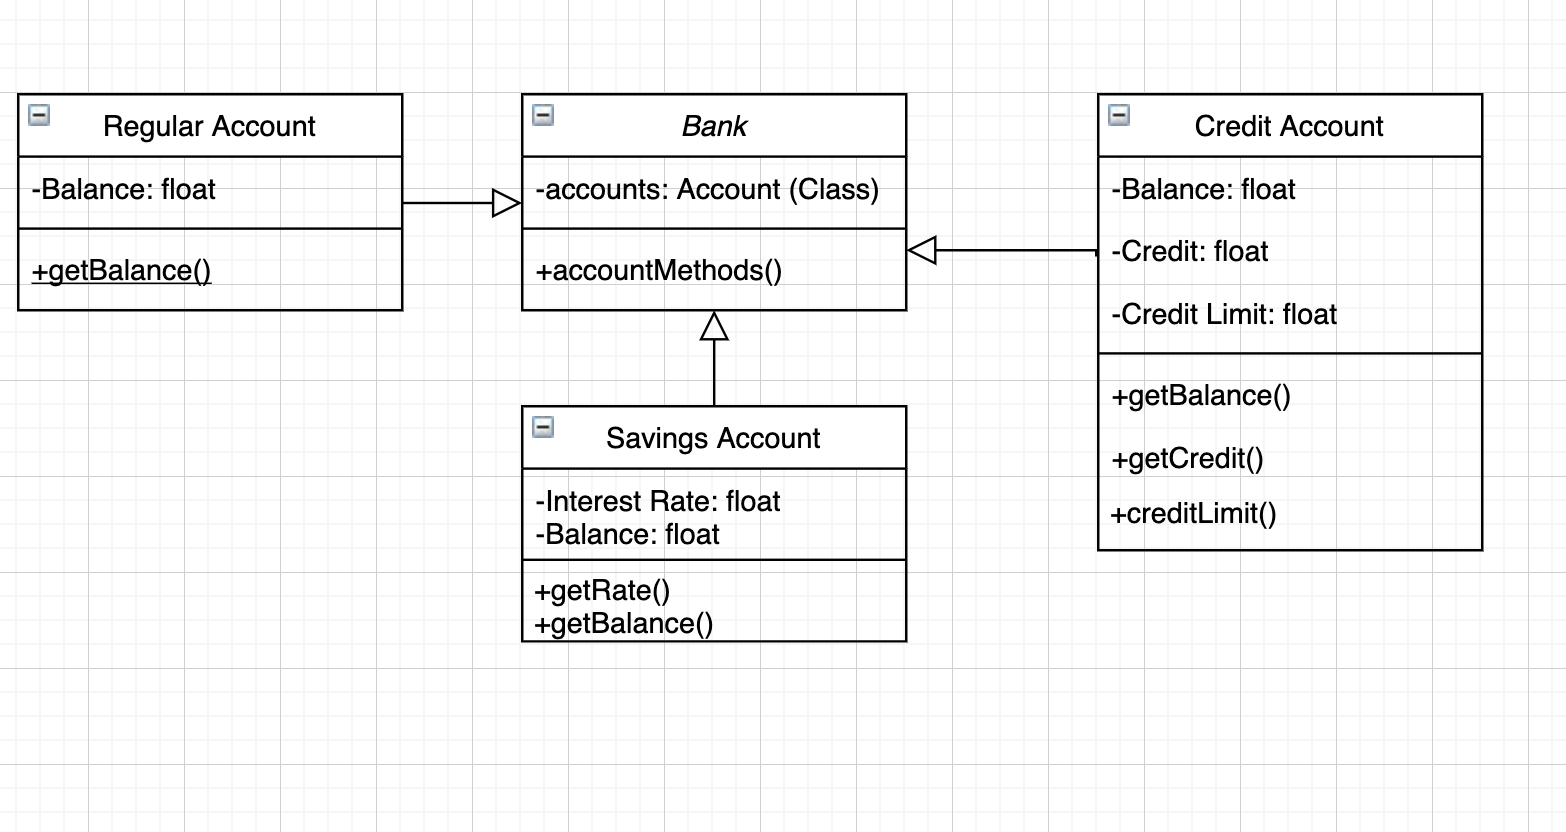 Regular Account
-Balance: float
+getBalance()
Bank
-accounts: Account (Class)
+accountMethods()
Savings Account
-Interest Rate: float
-Balance: float
+getRate()
+getBalance()
Credit Account
-Balance: float
-Credit: float
-Credit Limit: float
+getBalance()
+getCredit()
+creditLimit()